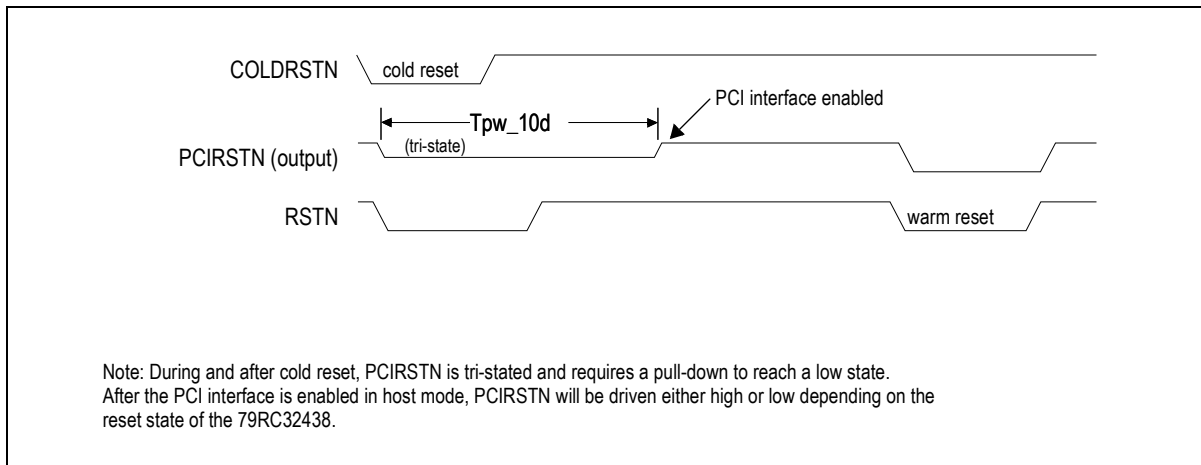 COLDRSTN
cold reset
PCI interface enabled
Tpw_10d
(tri-state)
PCIRSTN (output)
RSTN
warm reset
Note: During and after cold reset, PCIRSTN is tri-stated and requires a pull-down to reach a low state.
After the PCI interface is enabled in host mode, PCIRSTN will be driven either high or low depending on the
reset state of the 79RC32438.